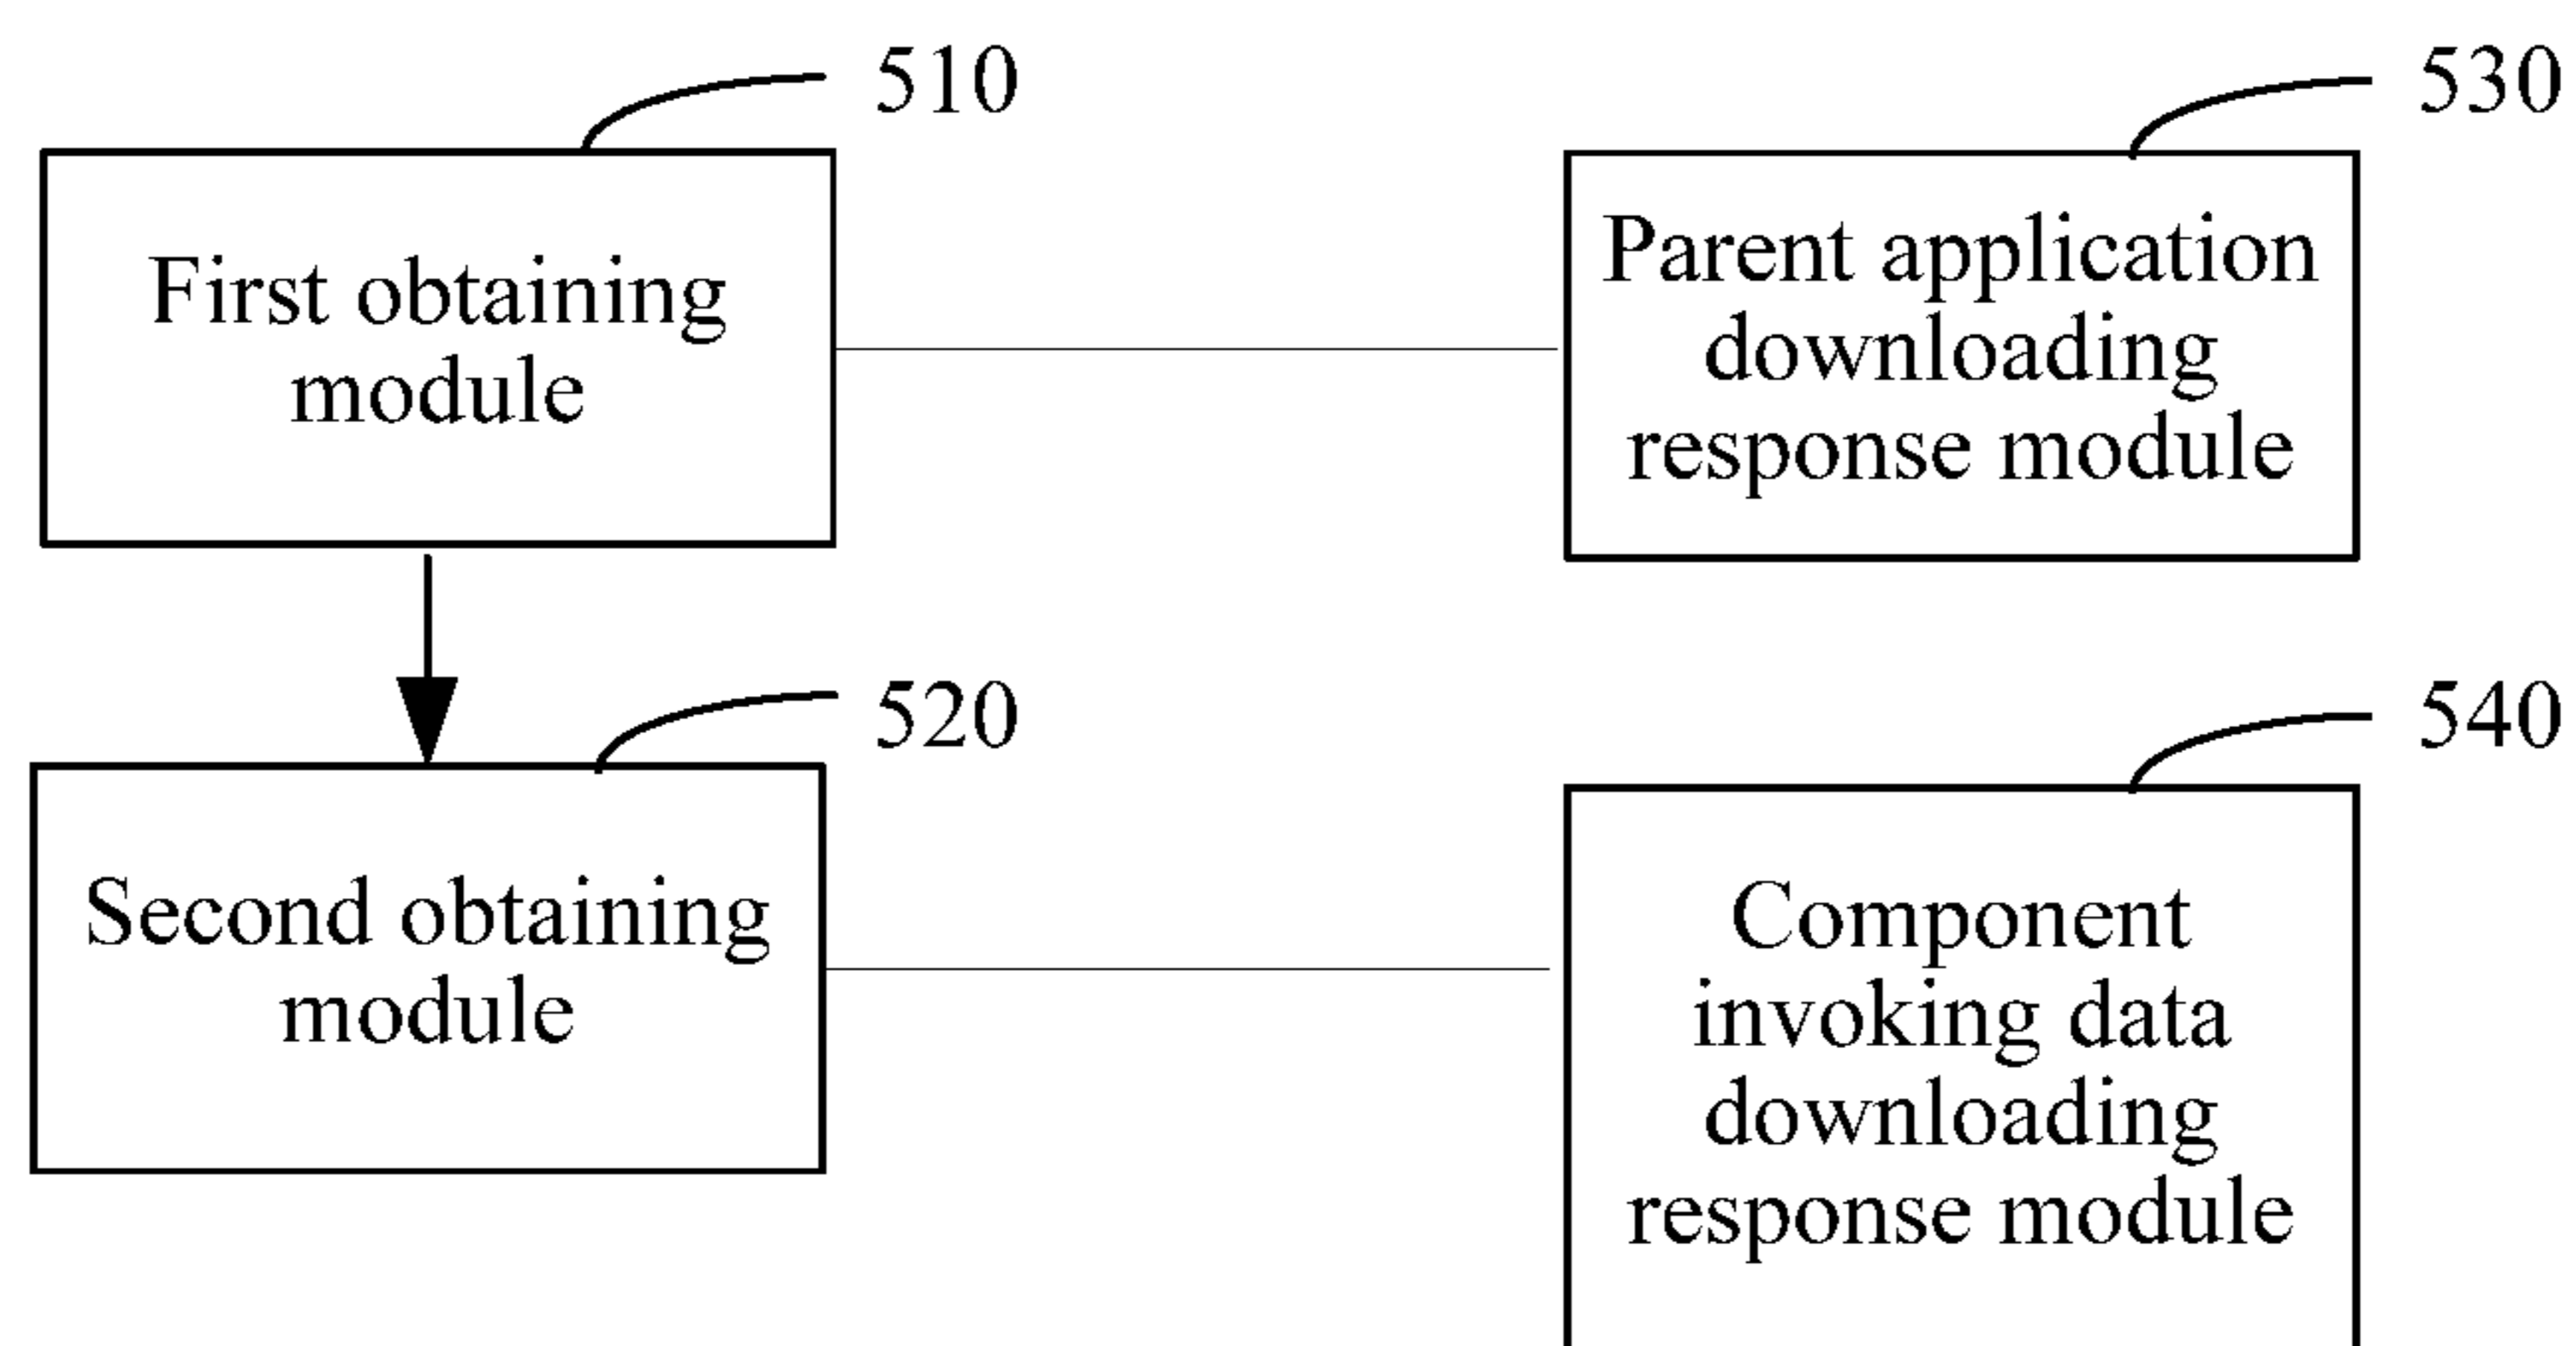 510
First obtaining
module
530
Parent application
downloading
response module
520
Second obtaining
module
540
Component
invoking data
downloading
response module